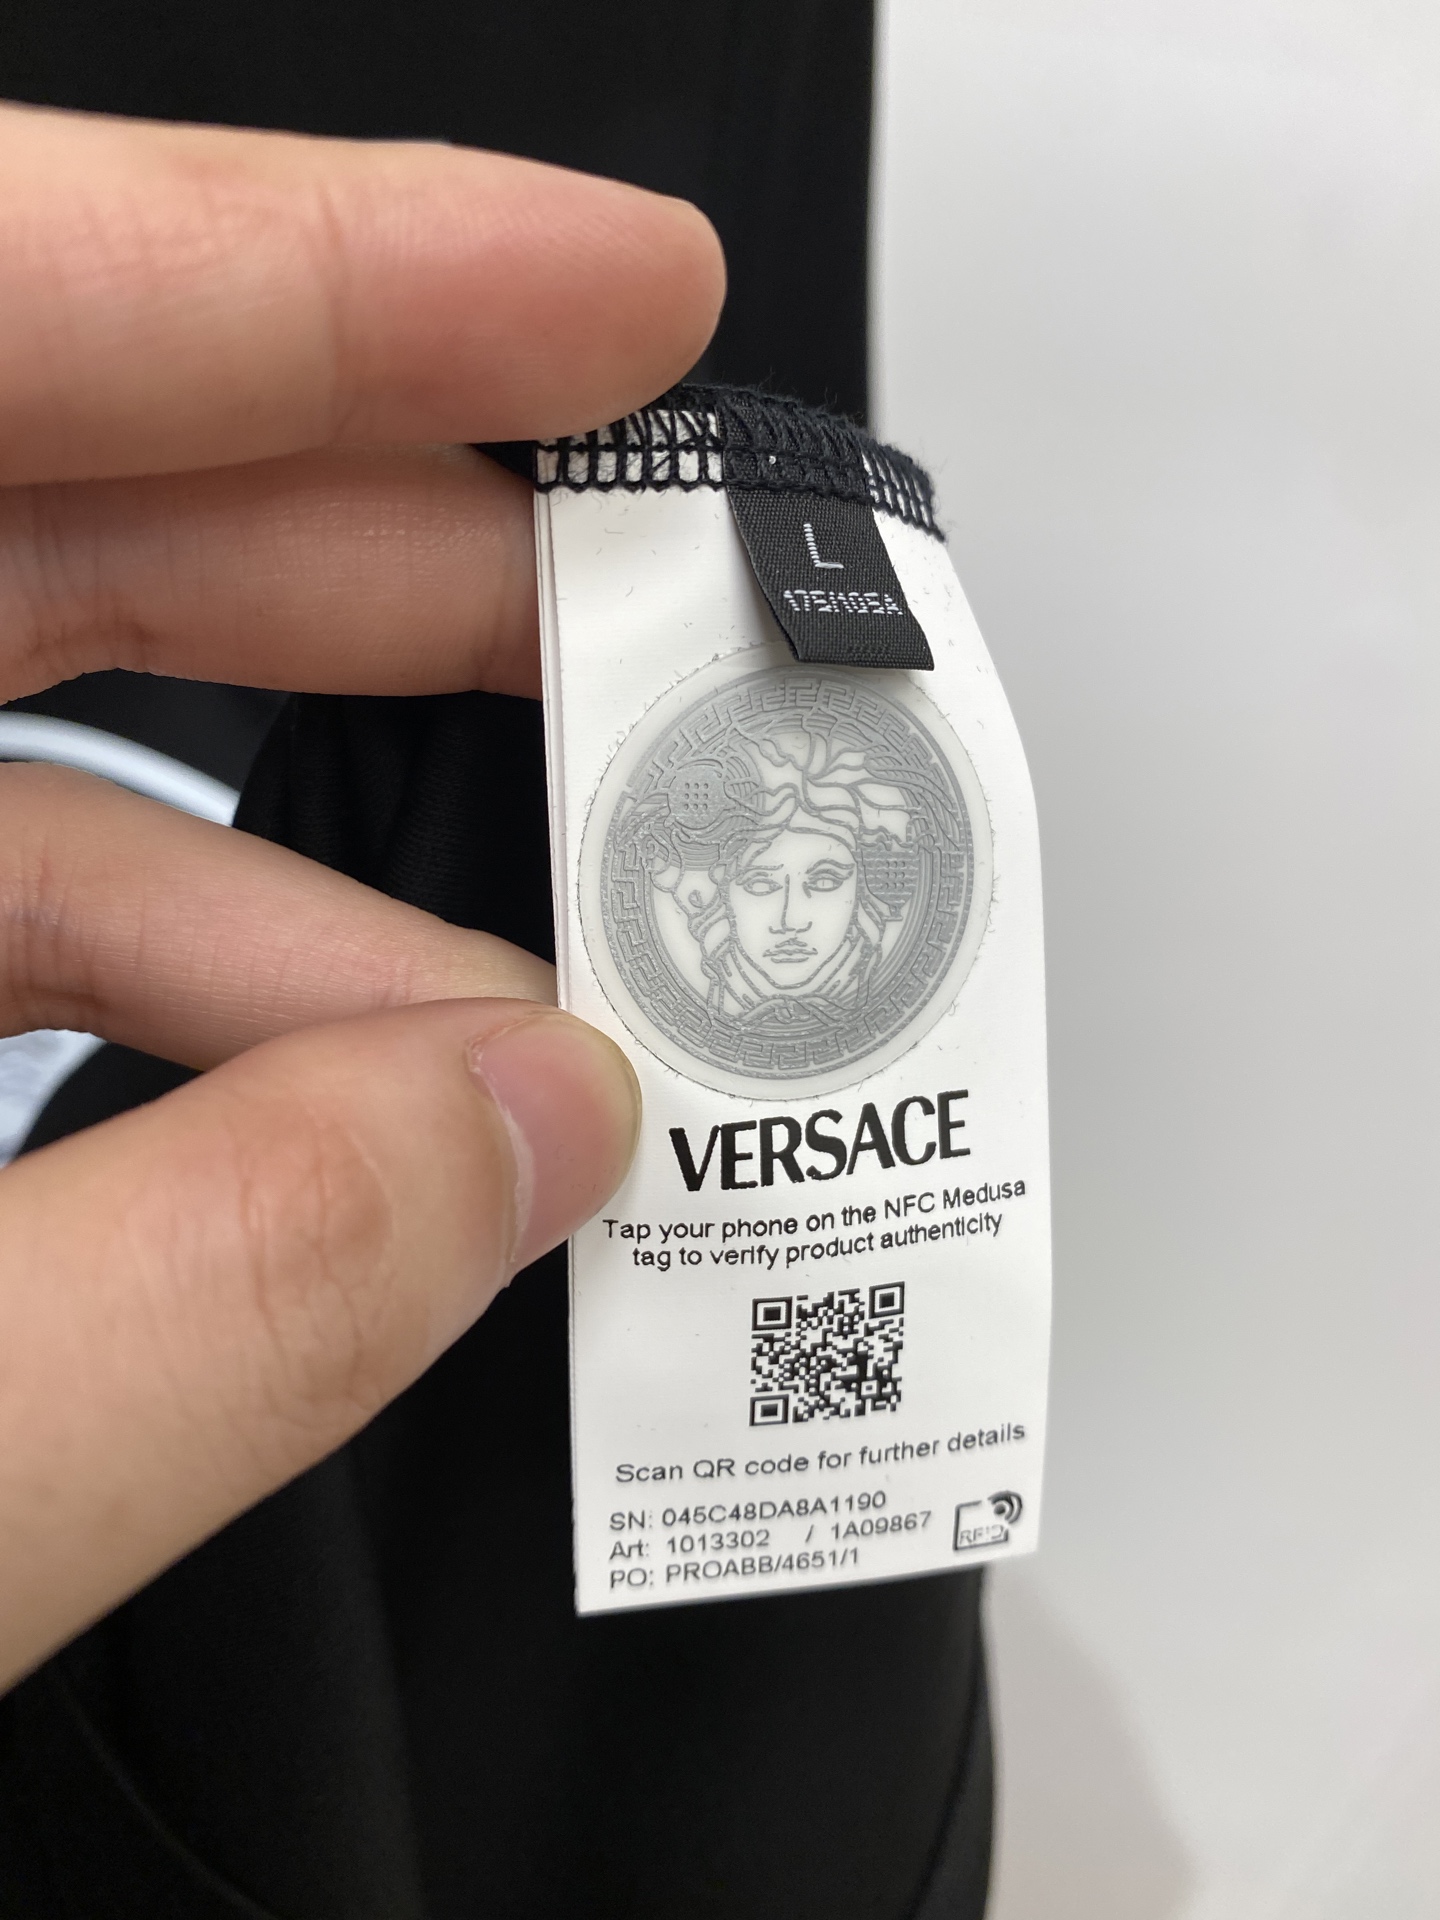 L
VERSACE
Tap your phone on the NFC Medusa
tag to verify product authenticity
Scan QR code for further details
SN: 045C48DA8A1190
Art: 1013302 / 1A09867
PO: PROABB/4651/1
RFID